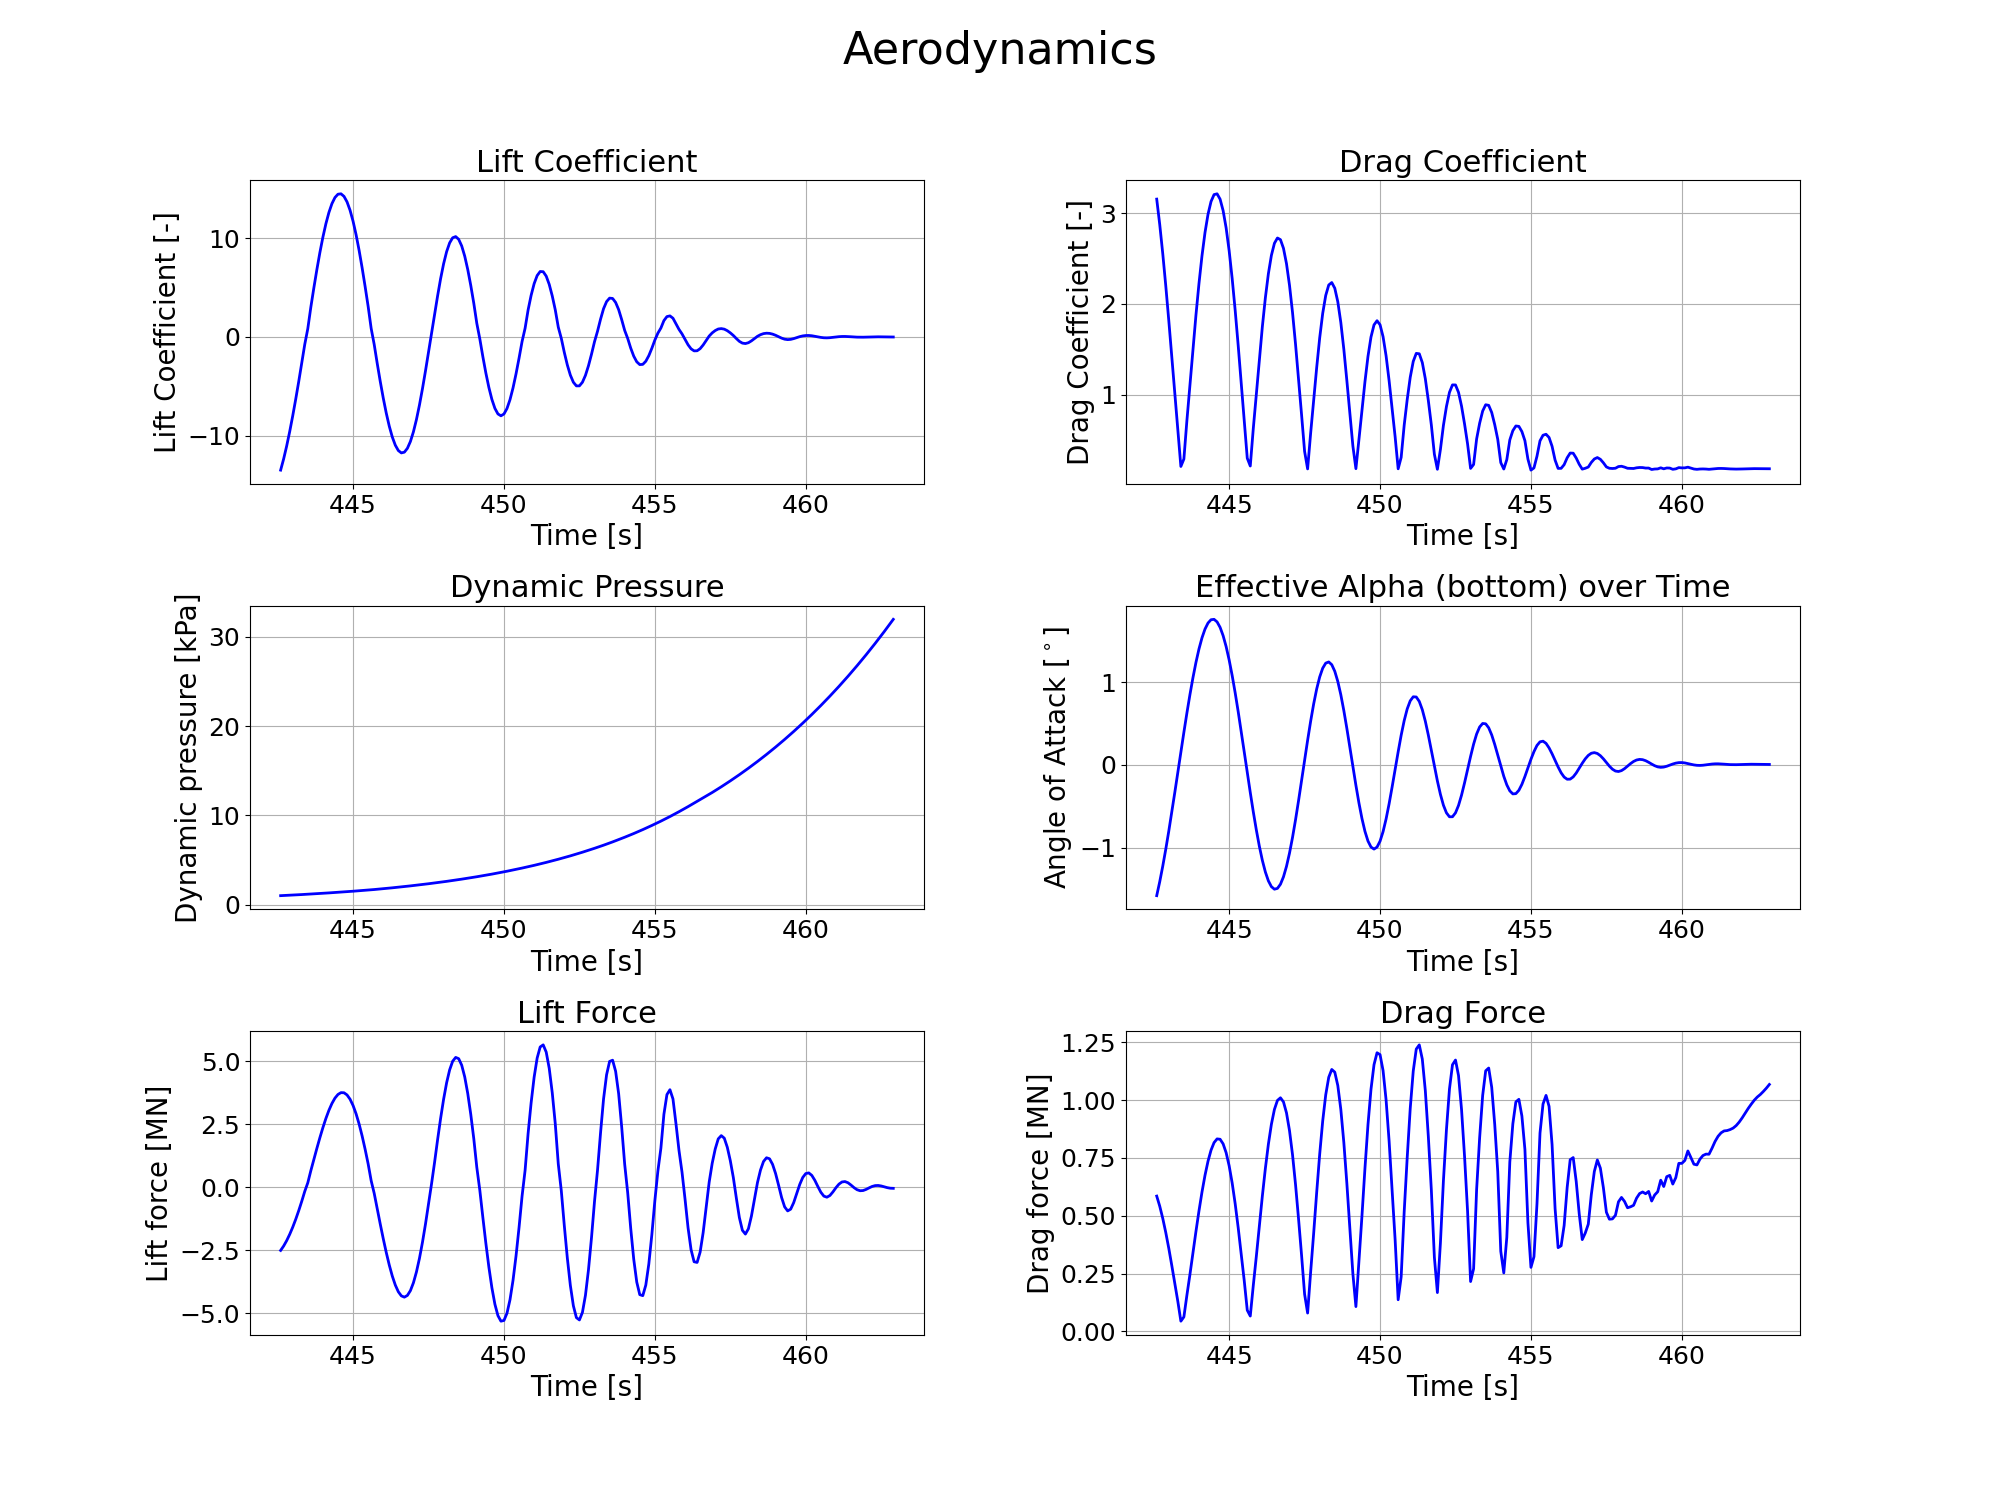 Aerodynamics
Lift Coefficient
Lift Coefficient [-]
10
0
−10
445 450 455 460
Time [s]
Drag Coefficient
Drag Coefficient [-]
3
2
1
445 450 455 460
Time [s]
Dynamic Pressure
Dynamic pressure [kPa]
30
20
10
0
445 450 455 460
Time [s]
Effective Alpha (bottom) over Time
Angle of Attack [°]
1
0
−1
445 450 455 460
Time [s]
Lift Force
Lift force [MN]
5.0
2.5
0.0
−2.5
−5.0
445 450 455 460
Time [s]
Drag Force
Drag force [MN]
1.25
1.00
0.75
0.50
0.25
0.00
445 450 455 460
Time [s]